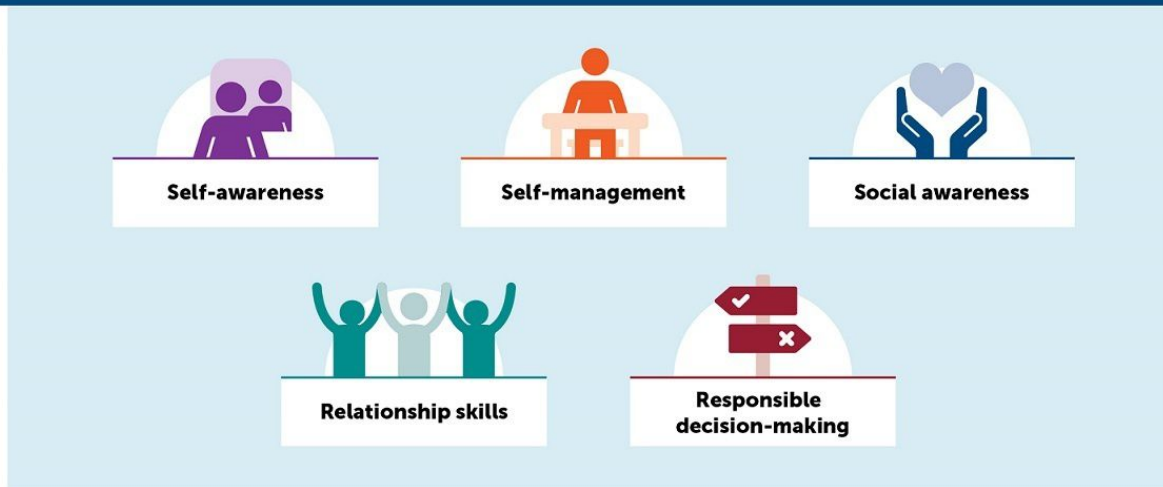 Self-awareness
Self-management
Social awareness
Relationship skills
Responsible
decision-making